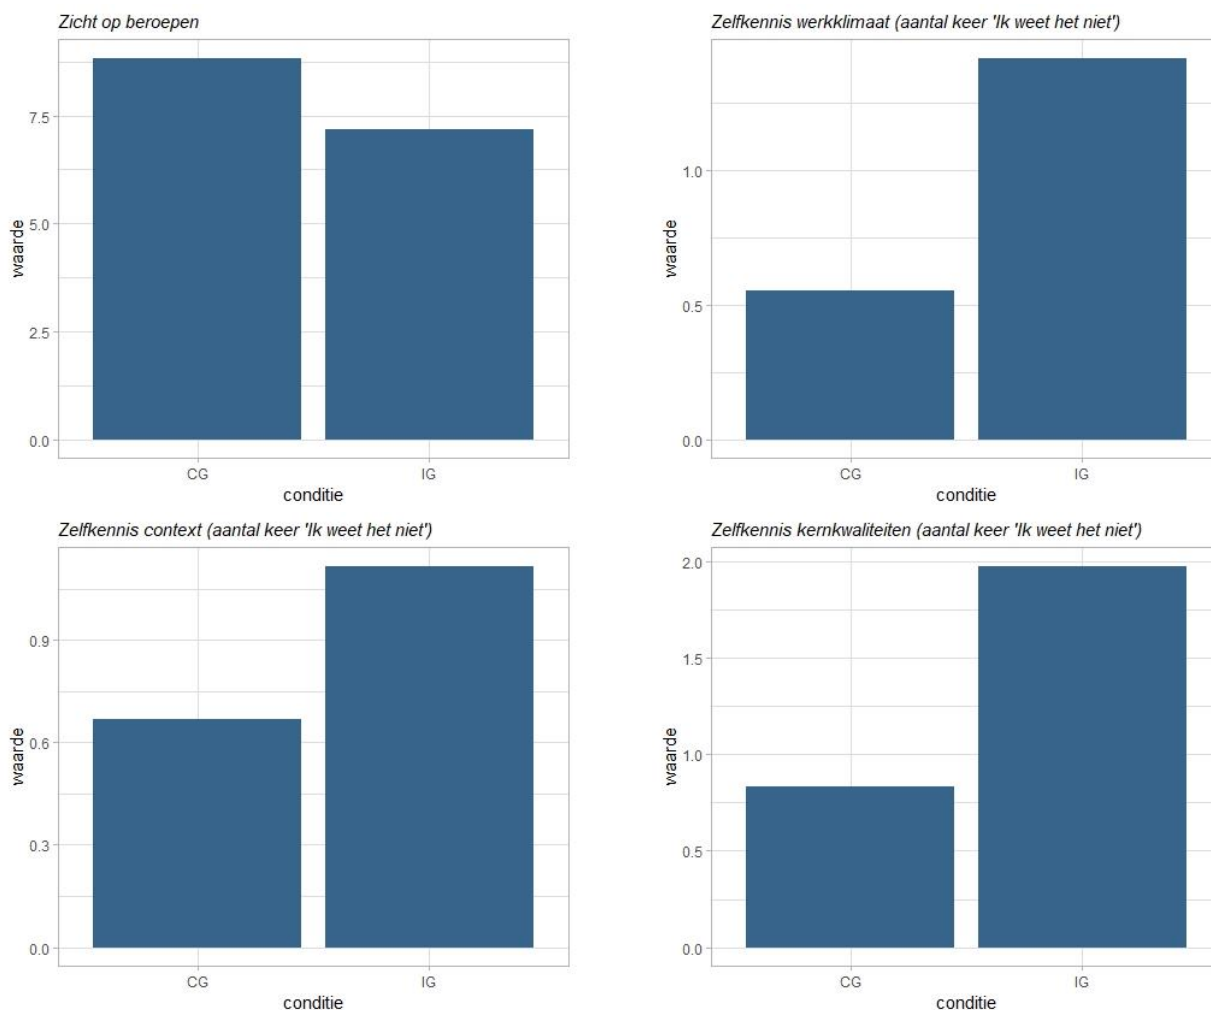 Zicht op beroepen
waarde
7.5
5.0
2.5
0.0
CG
IG
conditie
Zelfkennis werkklimaat (aantal keer 'Ik weet het niet')
waarde
1.0
0.5
0.0
CG
IG
conditie
Zelfkennis context (aantal keer 'Ik weet het niet')
waarde
0.9
0.6
0.3
0.0
CG
IG
conditie
Zelfkennis kernkwaliteiten (aantal keer 'Ik weet het niet')
waarde
2.0
1.5
1.0
0.5
0.0
CG
IG
conditie